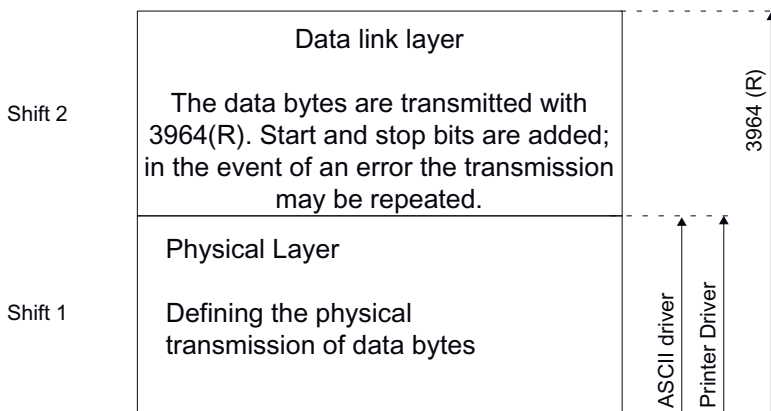 Data link layer
Shift 2
The data bytes are transmitted with
3964(R). Start and stop bits are added;
in the event of an error the transmission
may be repeated.
3964 (R)
Physical Layer
Shift 1
Defining the physical
transmission of data bytes
ASCII driver
Printer Driver